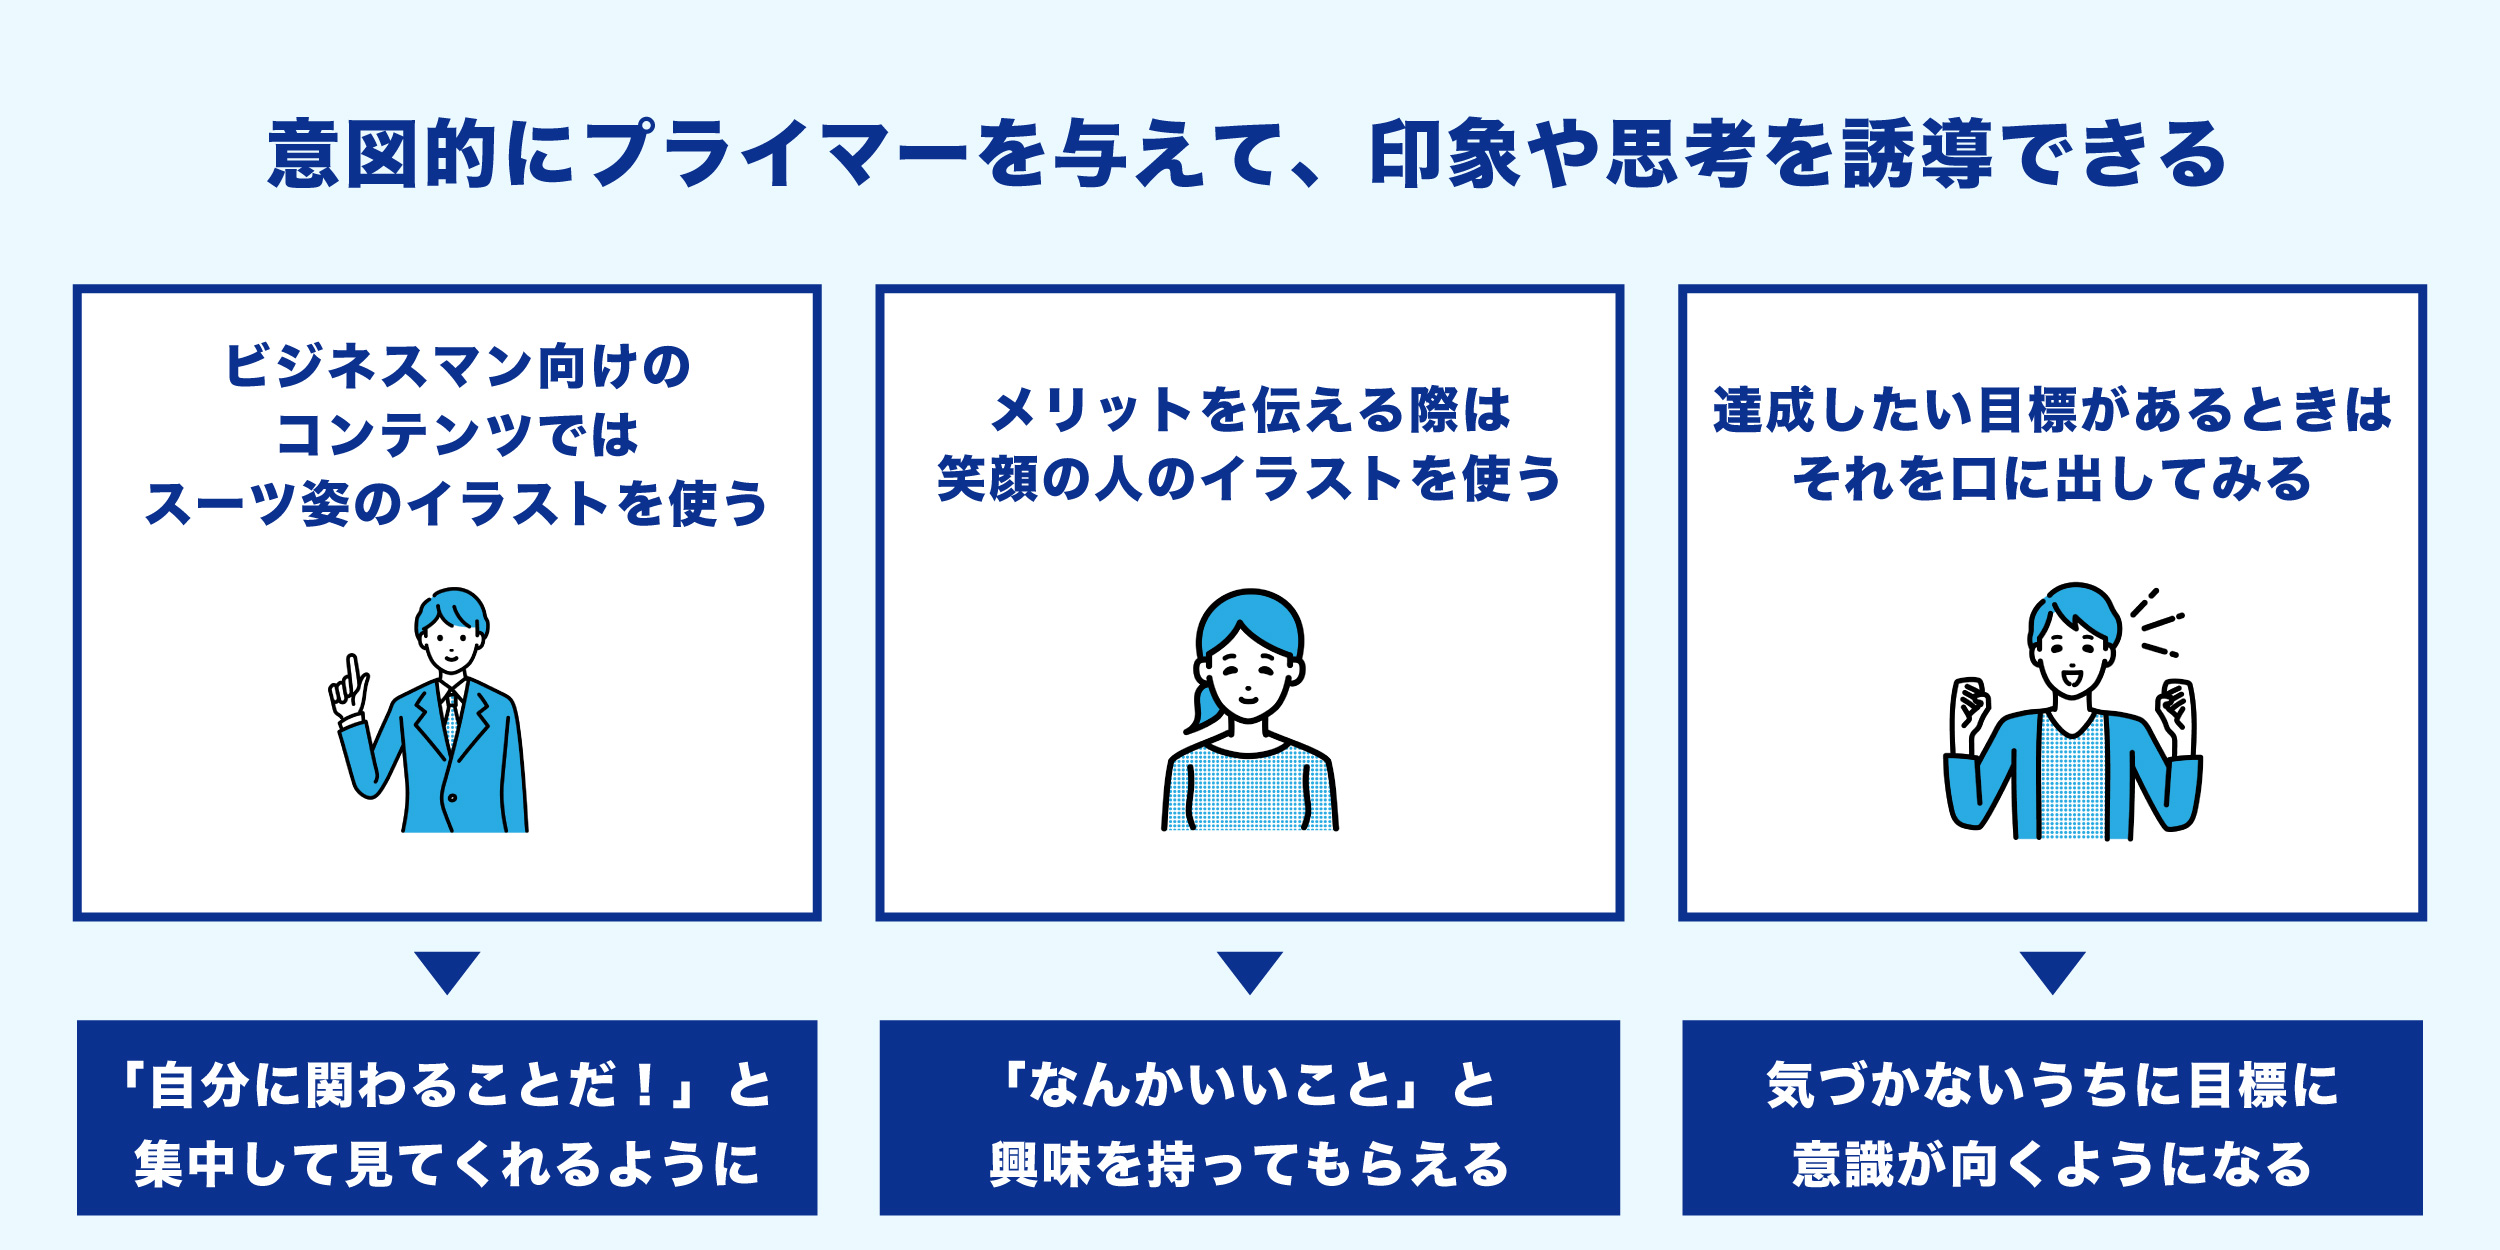 意図的にプライマーを与えて、印象や思考を誘導できる
ビジネスマン向けの
コンテンツでは
スーツ姿のイラストを使う
メリットを伝える際は
笑顔の人のイラストを使う
達成したい目標があるときは
それを口に出してみる
「自分に関わることだ！」と
集中して見てくれるように
「なんかいいこと」と
興味を持ってもらえる
気づかないうちに目標に
意識が向くようになる